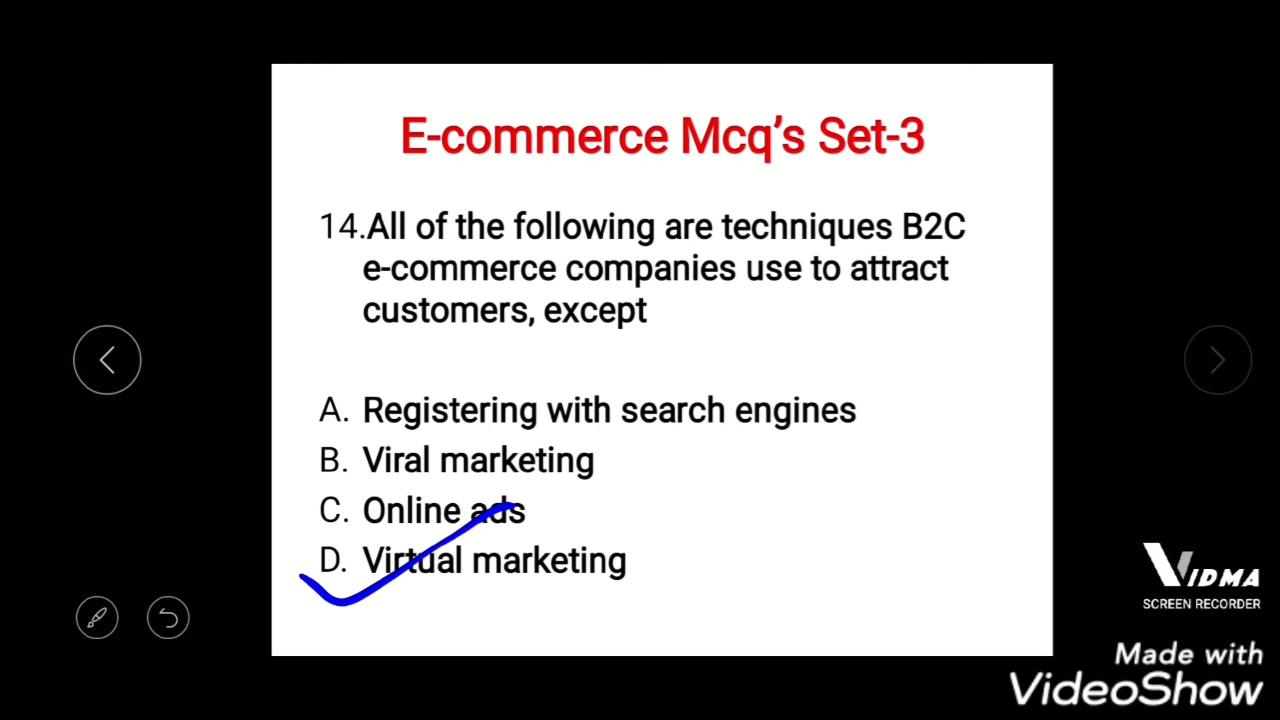 E-commerce Mcq's Set-3
14.All of the following are techniques B2C
e-commerce companies use to attract
customers, except
A. Registering with search engines
B. Viral marketing
C. Online ads
D. Virtual marketing
VIDMA
SCREEN RECORDER
Made with
VideoShow